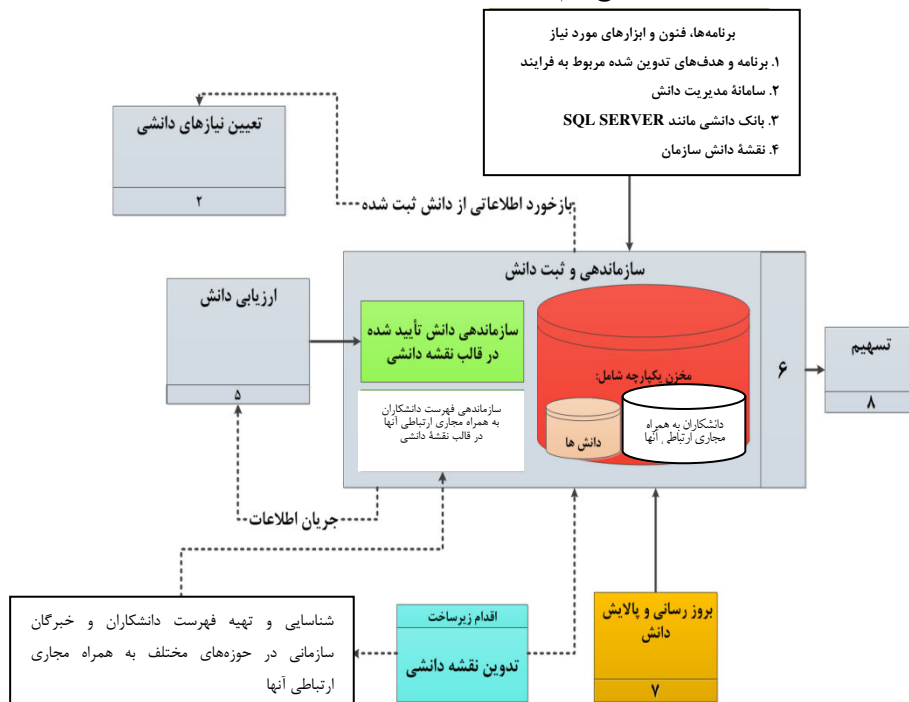 برنامه‌ها، فنون و ابزارهای مورد نیاز
۱. برنامه و هدف‌های تدوین شده مربوط به فرایند
۲. سامانهٔ مدیریت دانش
۳. بانک دانشی مانند SQL SERVER
۴. نقشهٔ دانش سازمان
تعیین نیازهای دانشی
۲
بازخورد اطلاعاتی از دانش ثبت شده
سازماندهی و ثبت دانش
۶
ارزیابی دانش
۵
سازماندهی دانش تأیید شده
در قالب نقشه دانشی
سازماندهی فهرست دانشکاران
به همراه مجاری ارتباطی آنها
در قالب نقشهٔ دانشی
مخزن یکپارچه شامل:
دانشکاران به همراه
مجاری ارتباطی آنها
دانش ها
تسهیم
۸
جریان اطلاعات
شناسایی و تهیه فهرست دانشکاران و خبرگان
سازمانی در حوزه‌های مختلف به همراه مجاری
ارتباطی آنها
اقدام زیرساخت
تدوین نقشه دانشی
بروز رسانی و پالایش
دانش
۷